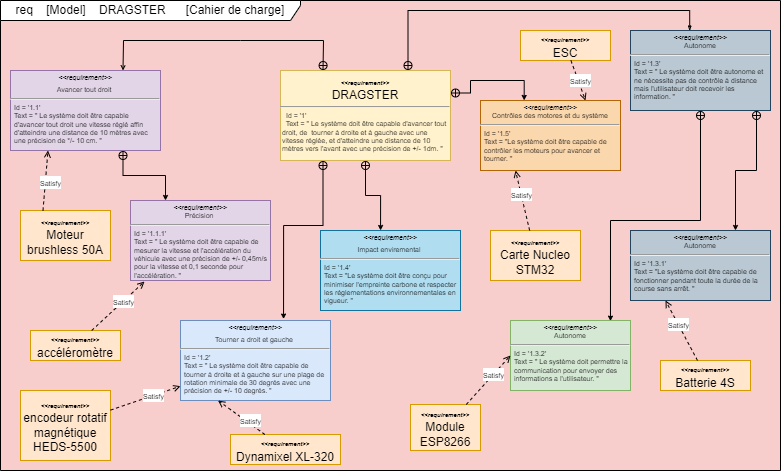 req [Model] DRAGSTER [Cahier de charge]
<<requirement>>
Avancer tout droit
Id = '1.1'
Text = " Le système doit être capable
d'avancer tout droit une vitesse réglé affin
d'atteindre une distance de 10 mètres avec
une précision de "/- 10 cm. "
<<requirement>>
DRAGSTER
Id = '1'
Text = " Le système doit être capable d'avancer tout
droit, de tourner à droite et à gauche avec une
vitesse réglée, et d'atteindre une distance de 10
mètres vers l'avant avec une précision de +/- 1dm.
<<requirement>>
ESC
Satisfy
<<requirement>>
Contrôles des motores et du système
Id = '1.5'
Text = "Le système doit être capable de
contrôler les moteurs pour avancer et
tourner. "
<<requirement>>
Autonome
Id = '1.3'
Text = " Le système doit être autonome et
ne nécessite pas de contrôle à distance
mais l'utilisateur doit recevoir les
information. "
Satisfy
<<requirement>>
Moteur
brushless 50A
<<requirement>>
Précision
Id = '1.1.1'
Text = " Le système doit être capable de
mesurer la vitesse et l'accélération du
véhicule avec une précision de +/- 0,45m/s
pour la vitesse et 0,1 seconde pour
l'accélération. "
Satisfy
<<requirement>>
accéléromètre
<<requirement>>
Impact enviremental
Id = '1.4'
Text ="Le système doit être conçu pour
minimiser l'empreinte carbone et respecter
les réglementations environnementales en
vigueur. "
Satisfy
<<requirement>>
Carte Nucleo
STM32
<<requirement>>
Autonome
Id = '1.3.1'
Text = "Le système doit être capable de
fonctionner pendant toute la durée de la
course sans arrêt. "
Satisfy
<<requirement>>
Batterie 4S
<<requirement>>
Tourner a droit et gauche
Id = '1.2'
Text = " Le système doit être capable de
tourner à droite et à gauche sur une plage de
rotation minimale de 30 degrés avec une
précision de +/- 10 degrés. "
<<requirement>>
Autonome
Id = '1.3.2'
Text = " Le système doit permettre la
communication pour envoyer des
informations a l'utilisateur. "
Satisfy
<<requirement>>
encodeur rotatif
magnétique
HEDS-5500
Satisfy
<<requirement>>
Dynamixel XL-320
Satisfy
<<requirement>>
Module
ESP8266